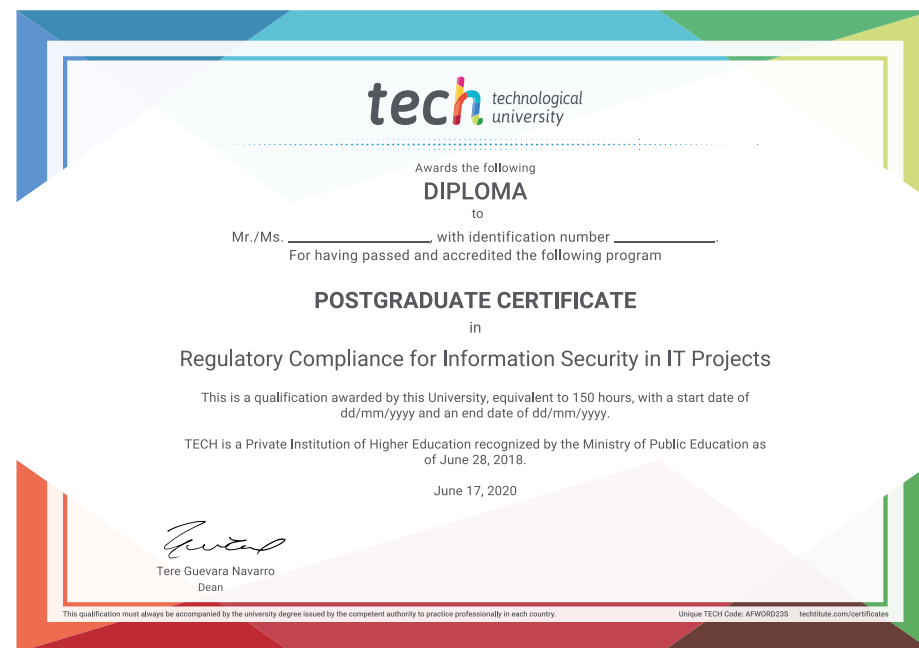 tech technological
university
Awards the following
DIPLOMA
to
Mr./Ms. ____________, with identification number ____________.
For having passed and accredited the following program
POSTGRADUATE CERTIFICATE
in
Regulatory Compliance for Information Security in IT Projects
This is a qualification awarded by this University, equivalent to 150 hours, with a start date of
dd/mm/yyyy and an end date of dd/mm/yyyy.
TECH is a Private Institution of Higher Education recognized by the Ministry of Public Education as
of June 28, 2018.
June 17, 2020
Tere Guevara Navarro
Dean
This qualification must always be accompanied by the university degree issued by the competent authority to practice professionally in each country.
Unique TECH Code: AFWORD23S techtitute.com/certificates